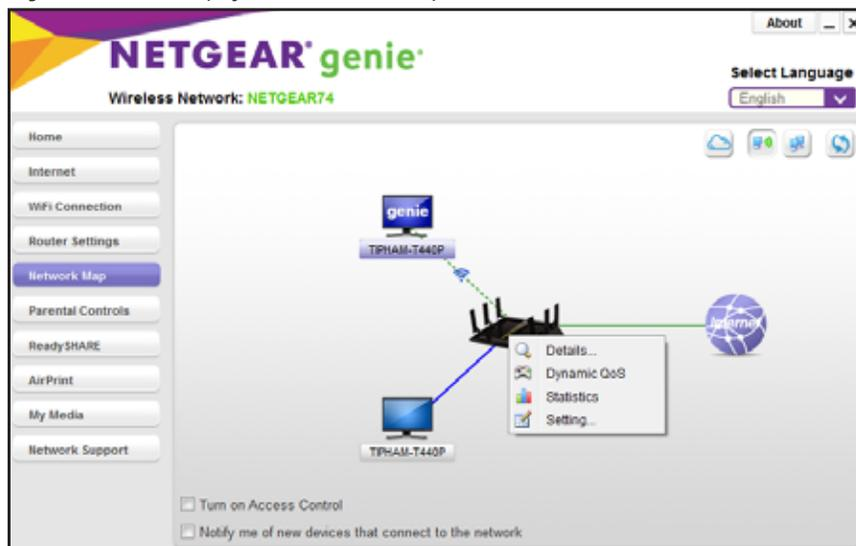 About
NETGEAR® genie®
Select Language
Wireless Network: NETGEAR74
English
Home
Internet
WiFi Connection
Router Settings
Network Map
Parental Controls
ReadySHARE
AirPrint
My Media
Network Support
genie
TIPHAM-T440P
Internet
Details...
Dynamic QoS
Statistics
Setting...
TIPHAM-T440P
Turn on Access Control
Notify me of new devices that connect to the network